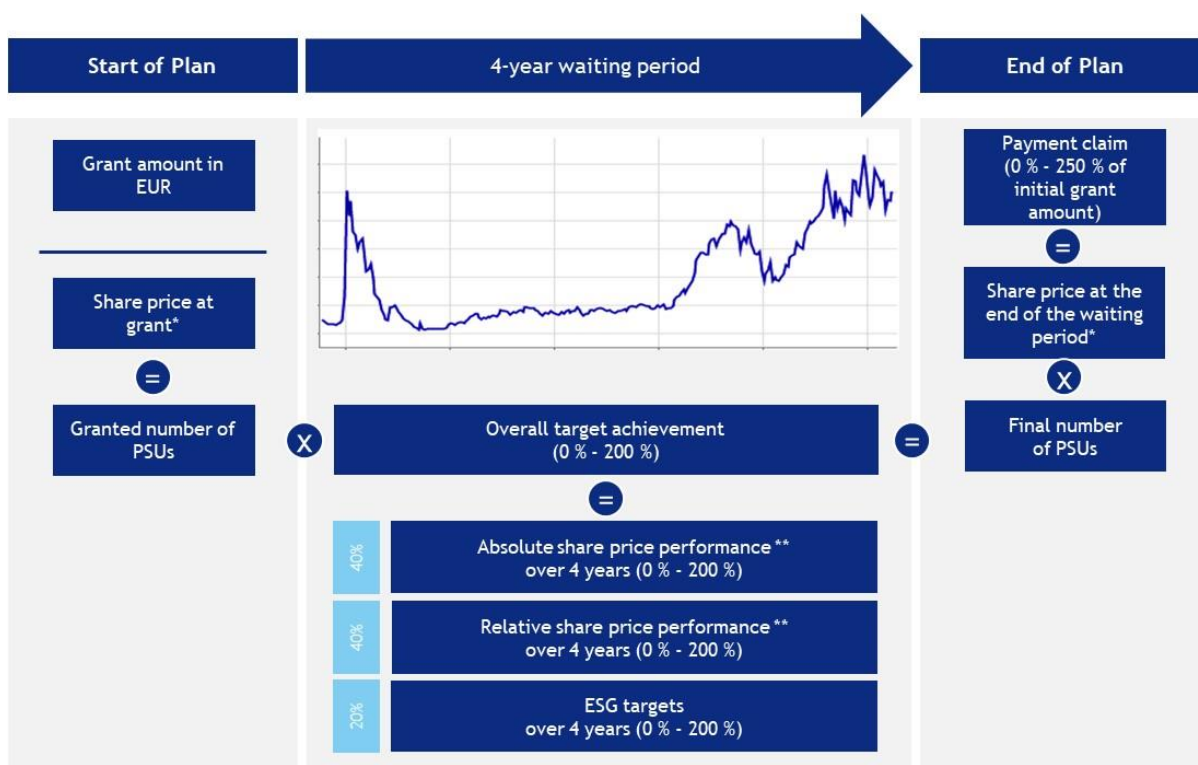 Start of Plan
4-year waiting period
End of Plan
Grant amount in
EUR
Share price at
grant*
=
Granted number of
PSUs
X
Overall target achievement
(0 % - 200 %)
=
40%
Absolute share price performance **
over 4 years (0 % - 200 %)
40%
Relative share price performance **
over 4 years (0 % - 200 %)
20%
ESG targets
over 4 years (0 % - 200 %)
=
Payment claim
(0 % - 250 % of
initial grant
amount)
=
Share price at the
end of the waiting
period*
X
Final number
of PSUs